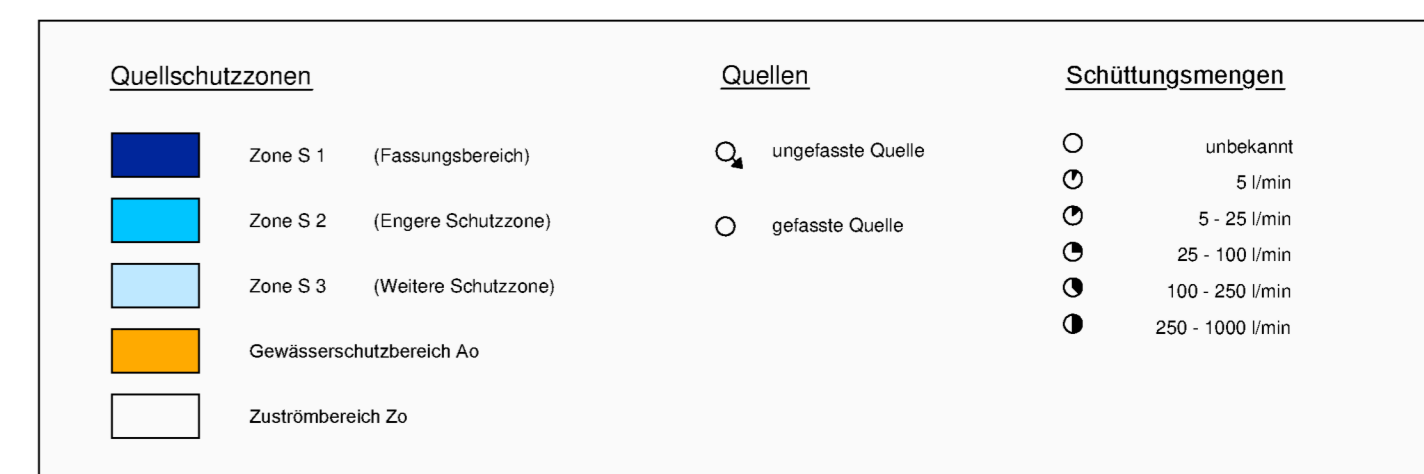 Quellschutzzonen
Zone S 1 (Fassungsbereich)
Zone S 2 (Engere Schutzzone)
Zone S 3 (Weitere Schutzzone)
Gewässerschutzbereich Ao
Zuströmbereich Zo
Quellen
ungefasste Quelle
gefasste Quelle
Schüttungsmengen
unbekannt
5 l/min
5 - 25 l/min
25 - 100 l/min
100 - 250 l/min
250 - 1000 l/min